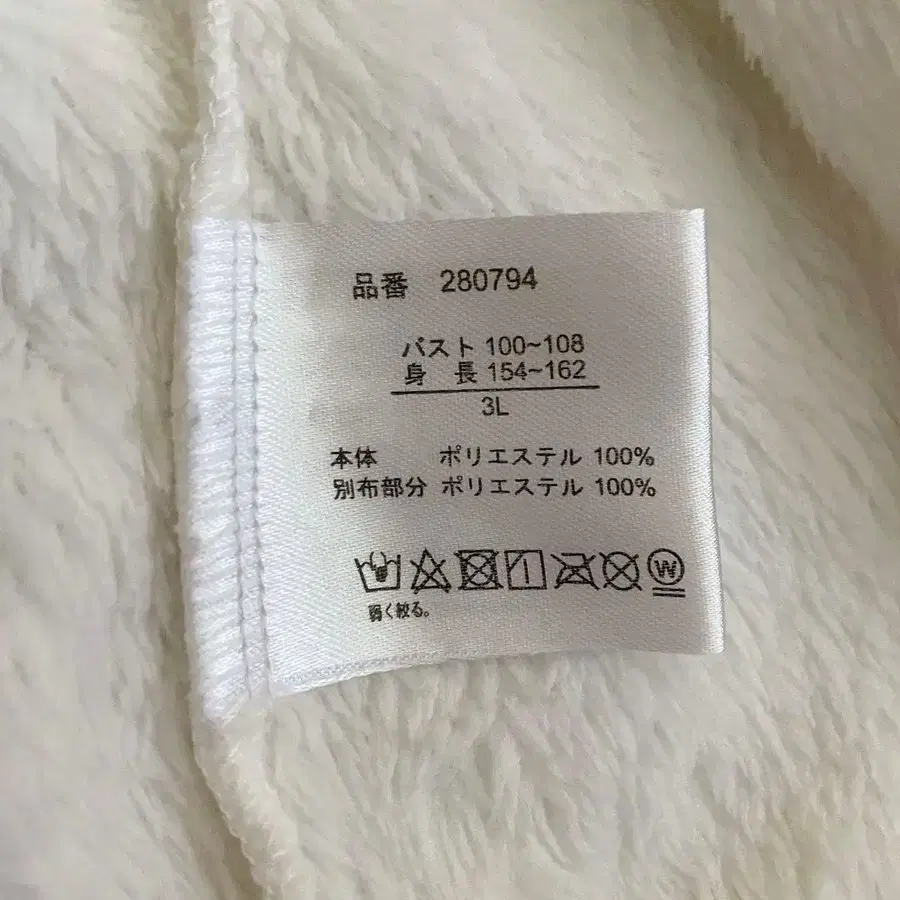 品番 280794
バスト 100~108
身 長 154~162
3L
本体 ポリエステル 100%
別布部分 ポリエステル 100%
W
弱く絞る。